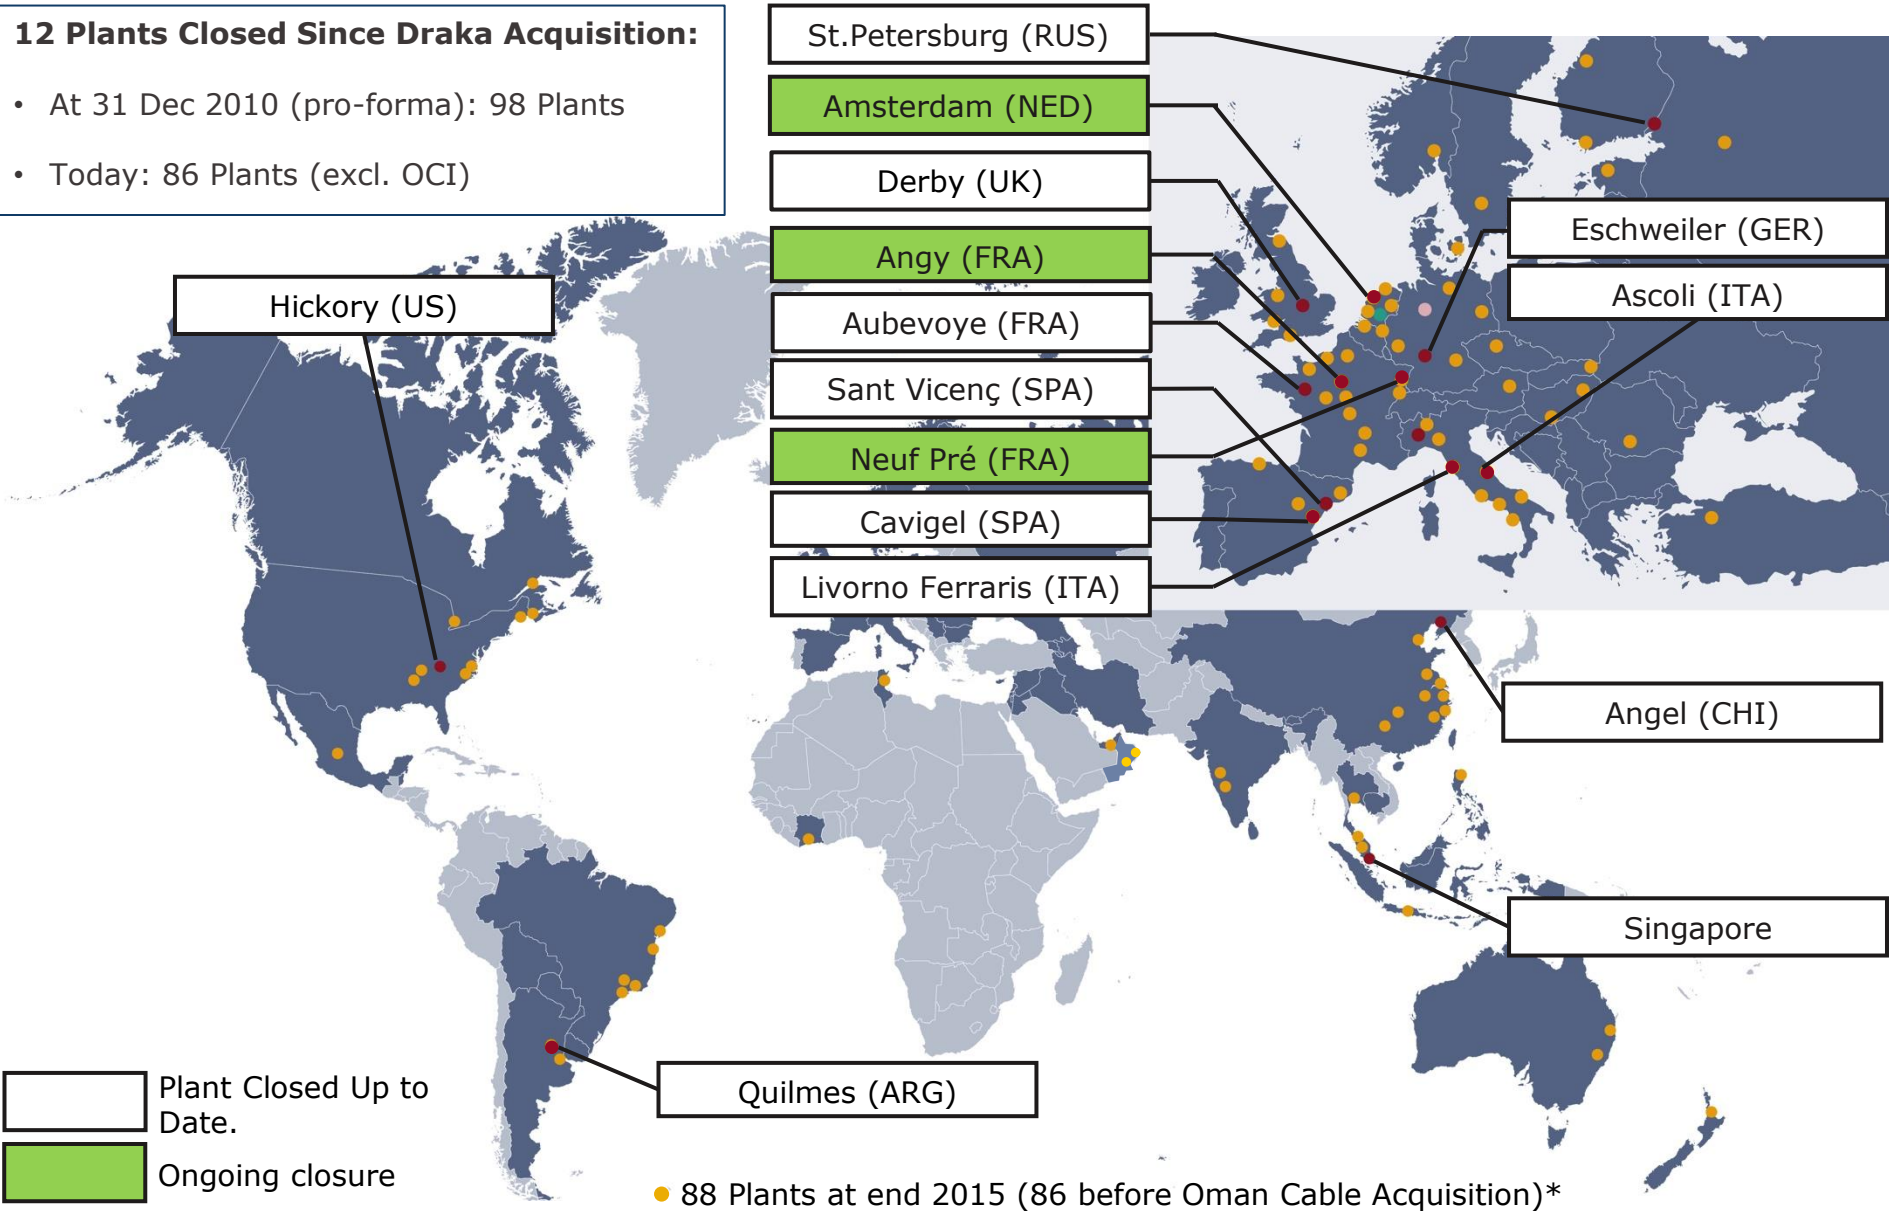 12 Plants Closed Since Draka Acquisition:
• At 31 Dec 2010 (pro-forma): 98 Plants
• Today: 86 Plants (excl. OCI)
St.Petersburg (RUS)
Amsterdam (NED)
Derby (UK)
Angy (FRA)
Aubevoye (FRA)
Sant Vicenç (SPA)
Neuf Pré (FRA)
Cavigel (SPA)
Livorno Ferraris (ITA)
Eschweiler (GER)
Ascoli (ITA)
Hickory (US)
Angel (CHI)
Singapore
Quilmes (ARG)
Plant Closed Up to
Date.
Ongoing closure
88 Plants at end 2015 (86 before Oman Cable Acquisition)*